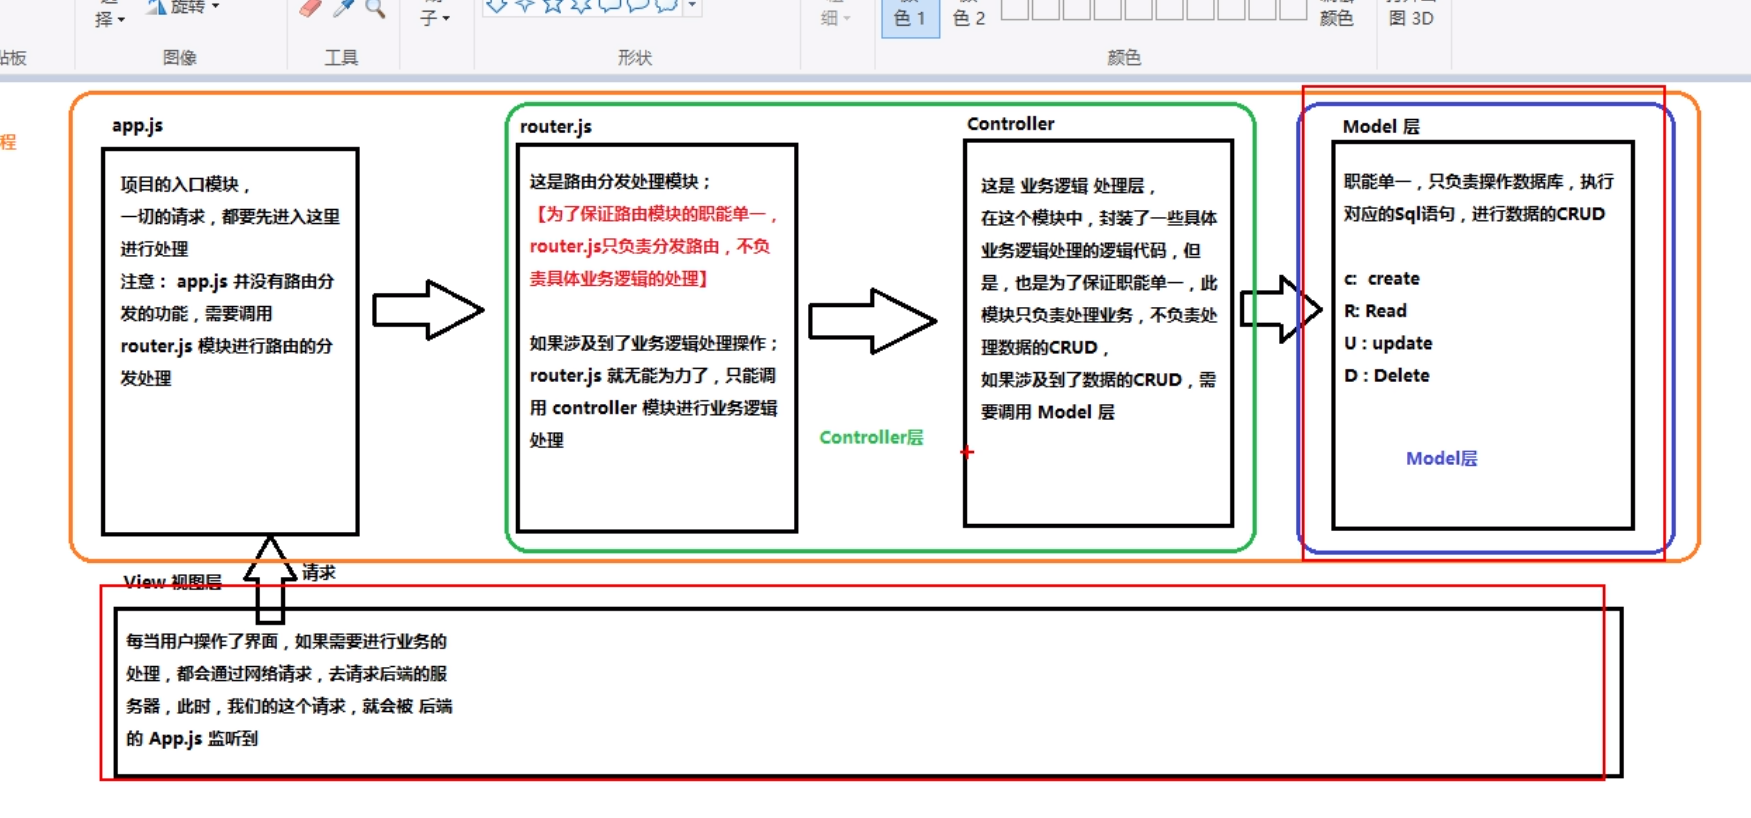 择
旋转
子
细
色 1
色 2
颜色
图 3D
贴板
图像
工具
形状
颜色
程
app.js
项目的入口模块，
一切的请求，都要先进入这里
进行处理
注意： app.js 并没有路由分
发的功能，需要调用
router.js 模块进行路由的分
发处理
router.js
这是路由分发处理模块；
【为了保证路由模块的职能单一，
router.js只负责分发路由，不负
责具体业务逻辑的处理】
如果涉及到了业务逻辑处理操作；
router.js 就无能为力了，只能调
用 controller 模块进行业务逻辑
处理
Controller层
Controller
这是 业务逻辑 处理层，
在这个模块中，封装了一些具体
业务逻辑处理的逻辑代码，但
是，也是为了保证职能单一，此
模块只负责处理业务，不负责处
理数据的CRUD，
如果涉及到了数据的CRUD，需
要调用 Model 层
Model 层
职能单一，只负责操作数据库，执行
对应的Sql语句，进行数据的CRUD
c:  create
R: Read
U : update
D : Delete
Model层
请求
View 视图层
每当用户操作了界面，如果需要进行业务的
处理，都会通过网络请求，去请求后端的服
务器，此时，我们的这个请求，就会被 后端
的 App.js 监听到